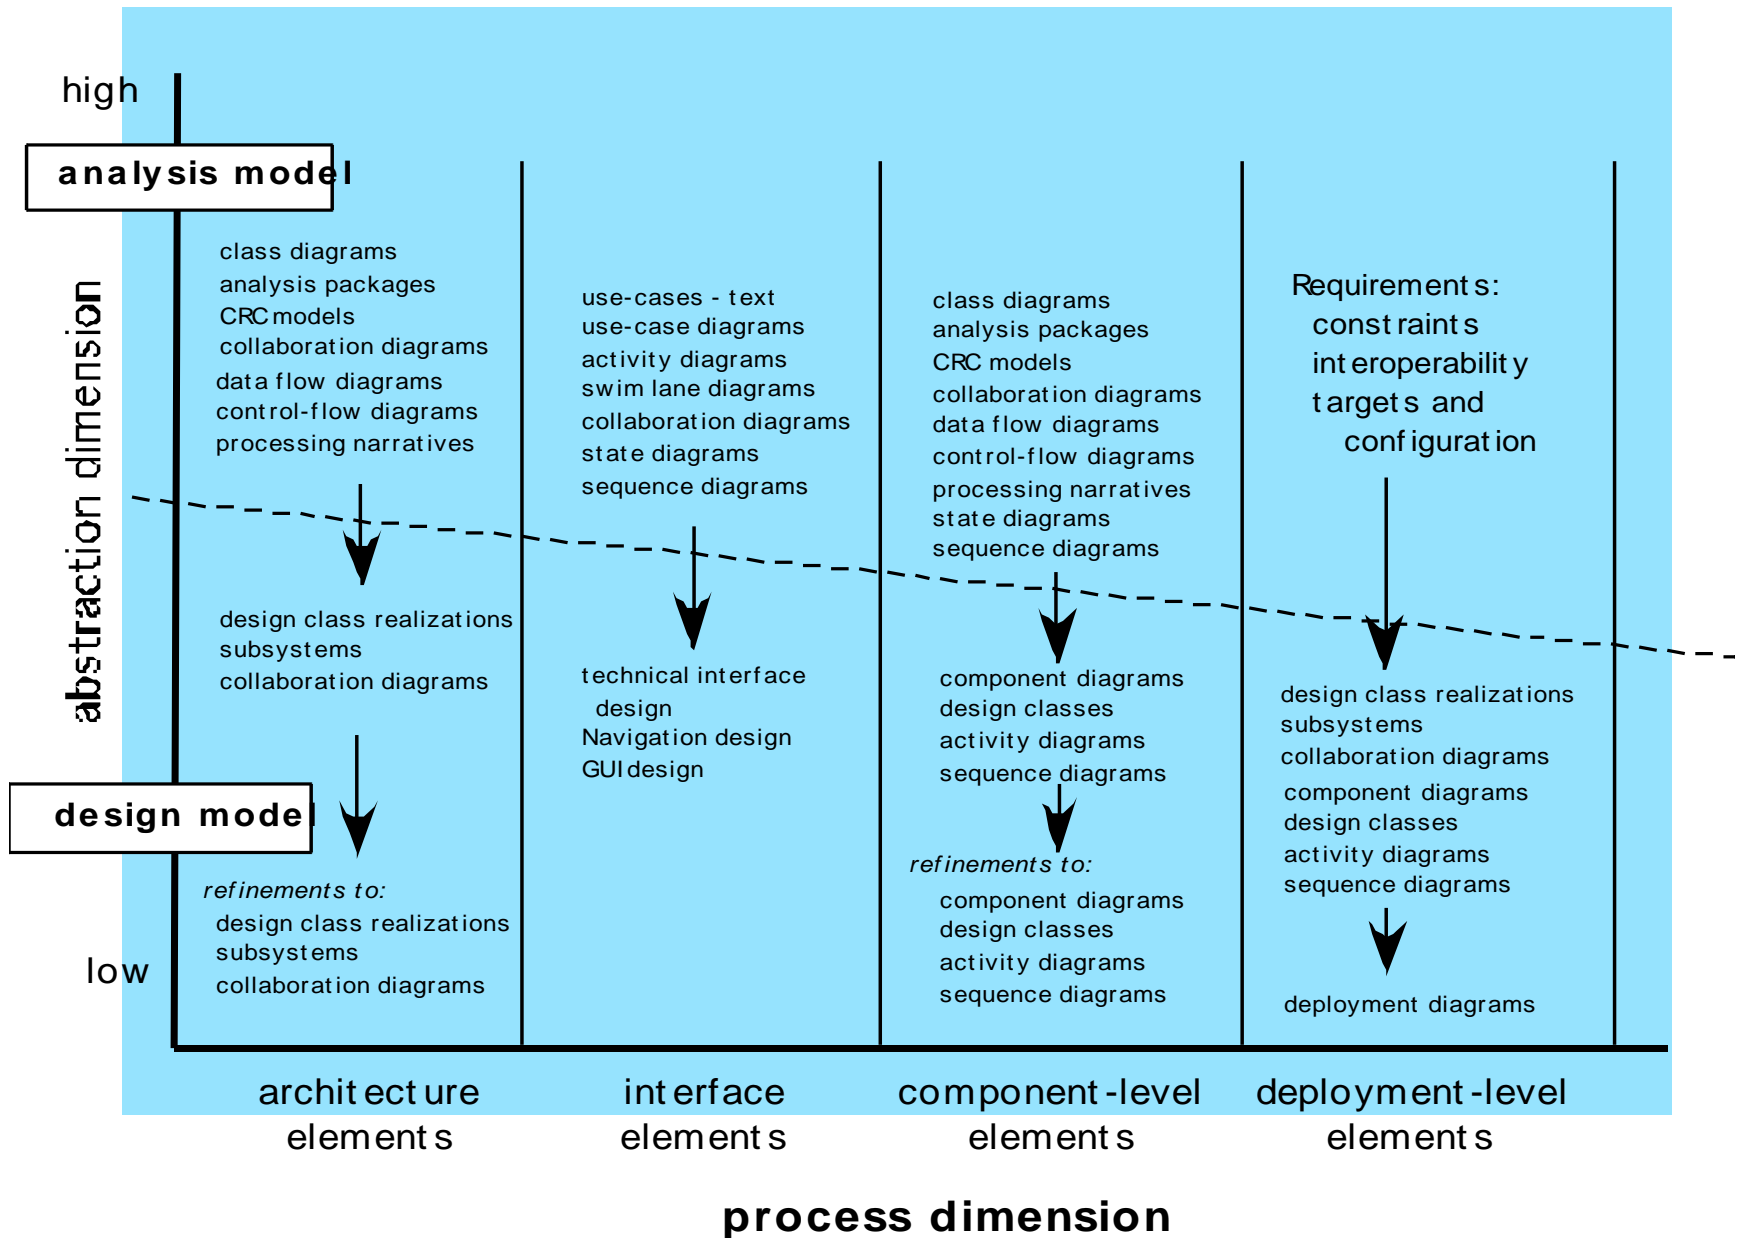 high
analysis model
abstraction dimension
class diagrams
analysis packages
CRC models
collaboration diagrams
data flow diagrams
control-flow diagrams
processing narratives
design class realizations
subsystems
collaboration diagrams
design model
refinements to:
design class realizations
subsystems
collaboration diagrams
low
use-cases - text
use-case diagrams
activity diagrams
swim lane diagrams
collaboration diagrams
state diagrams
sequence diagrams
technical interface
design
Navigation design
GUI design
class diagrams
analysis packages
CRC models
collaboration diagrams
data flow diagrams
control-flow diagrams
processing narratives
state diagrams
sequence diagrams
component diagrams
design classes
activity diagrams
sequence diagrams
refinements to:
component diagrams
design classes
activity diagrams
sequence diagrams
Requirements:
constraints
interoperability
targets and
configuration
design class realizations
subsystems
collaboration diagrams
component diagrams
design classes
activity diagrams
sequence diagrams
deployment diagrams
architecture
elements
interface
elements
component-level
elements
deployment-level
elements
process dimension